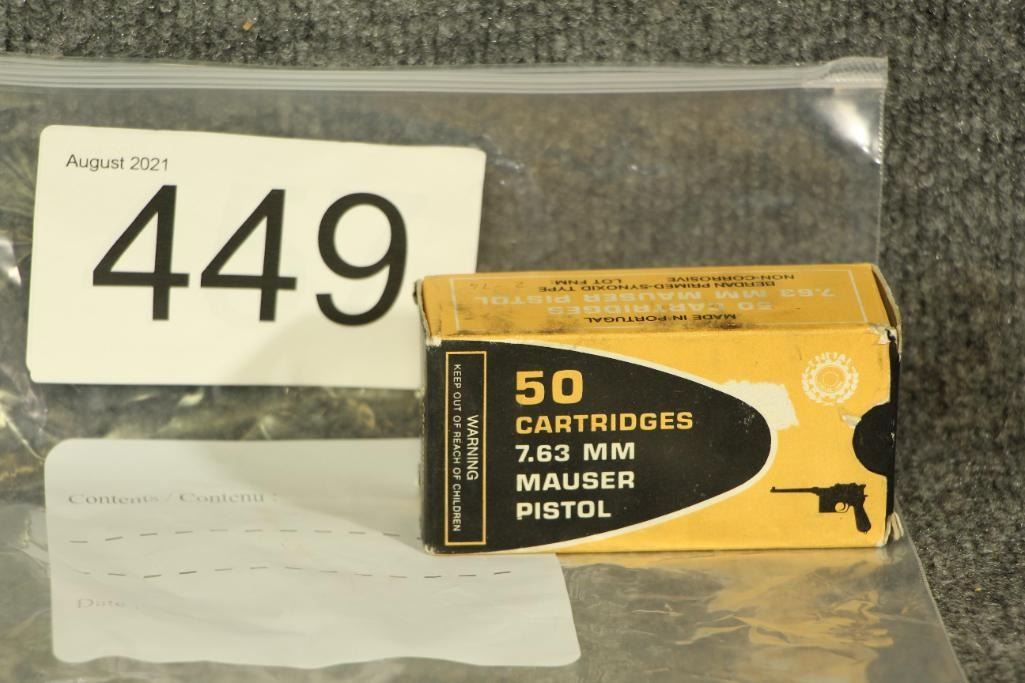 August 2021
449
MADE IN PORTUGAL
50 CARTRIDGES
7.63 MM MAUSER PISTOL
BERDAN PRIMED-SYNOXID TYPE
LOT FNM: 2-74
NON-CORROSIVE
WARNING
KEEP OUT OF REACH OF CHILDREN
50
CARTRIDGES
7.63 MM
MAUSER
PISTOL
Contents / Contenu :
Date